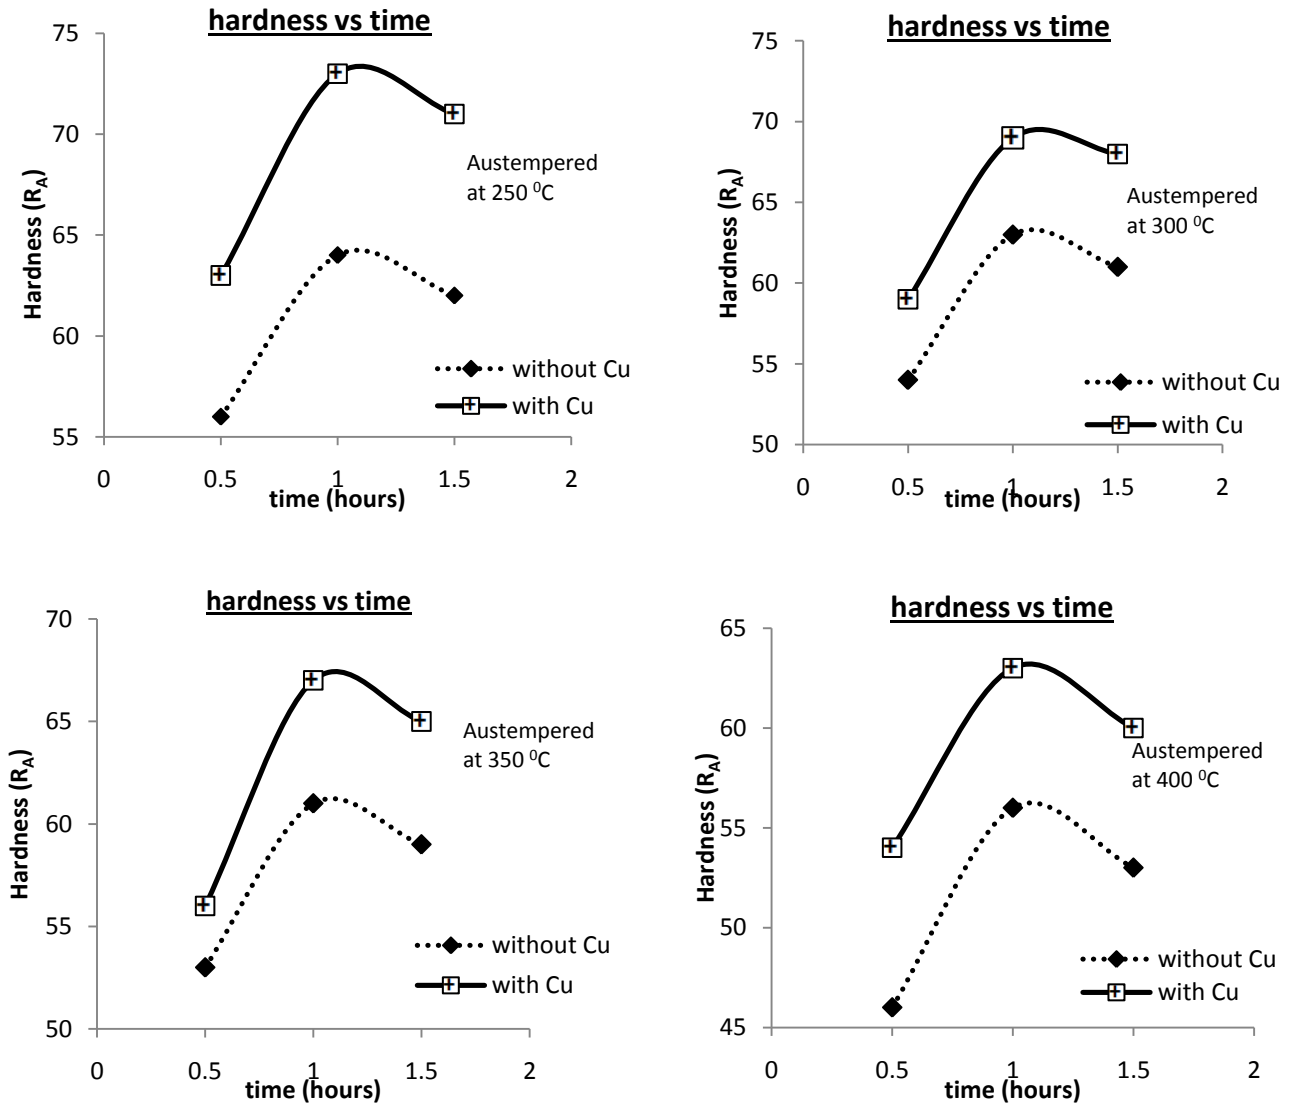 hardness vs time
75
70
65
60
55
0
0.5
1
1.5
2
Hardness (RA)
time (hours)
Austempered
at 250 ⁰C
without Cu
with Cu
hardness vs time
75
70
65
60
55
50
0
0.5
1
1.5
2
Hardness (RA)
time (hours)
Austempered
at 300 ⁰C
without Cu
with Cu
hardness vs time
70
65
60
55
50
0
0.5
1
1.5
2
Hardness (RA)
time (hours)
Austempered
at 350 ⁰C
without Cu
with Cu
hardness vs time
65
60
55
50
45
0
0.5
1
1.5
2
Hardness (RA)
time (hours)
Austempered
at 400 ⁰C
without Cu
with Cu